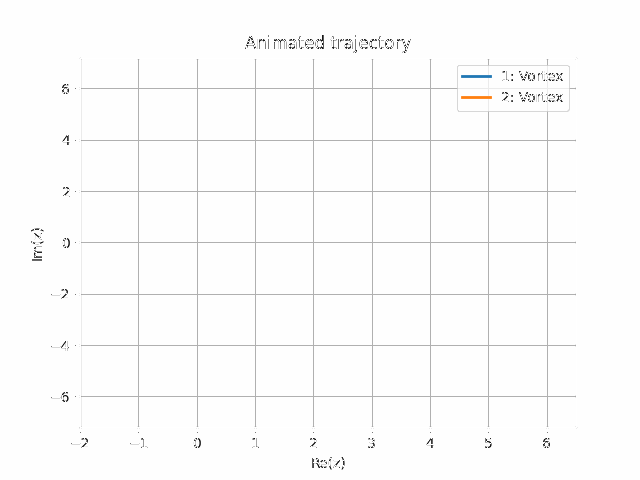 Animated trajectory
1: Vortex
2: Vortex
6
4
2
0
−2
−4
−6
Im(z)
−2 −1 0 1 2 3 4 5 6
Re(z)